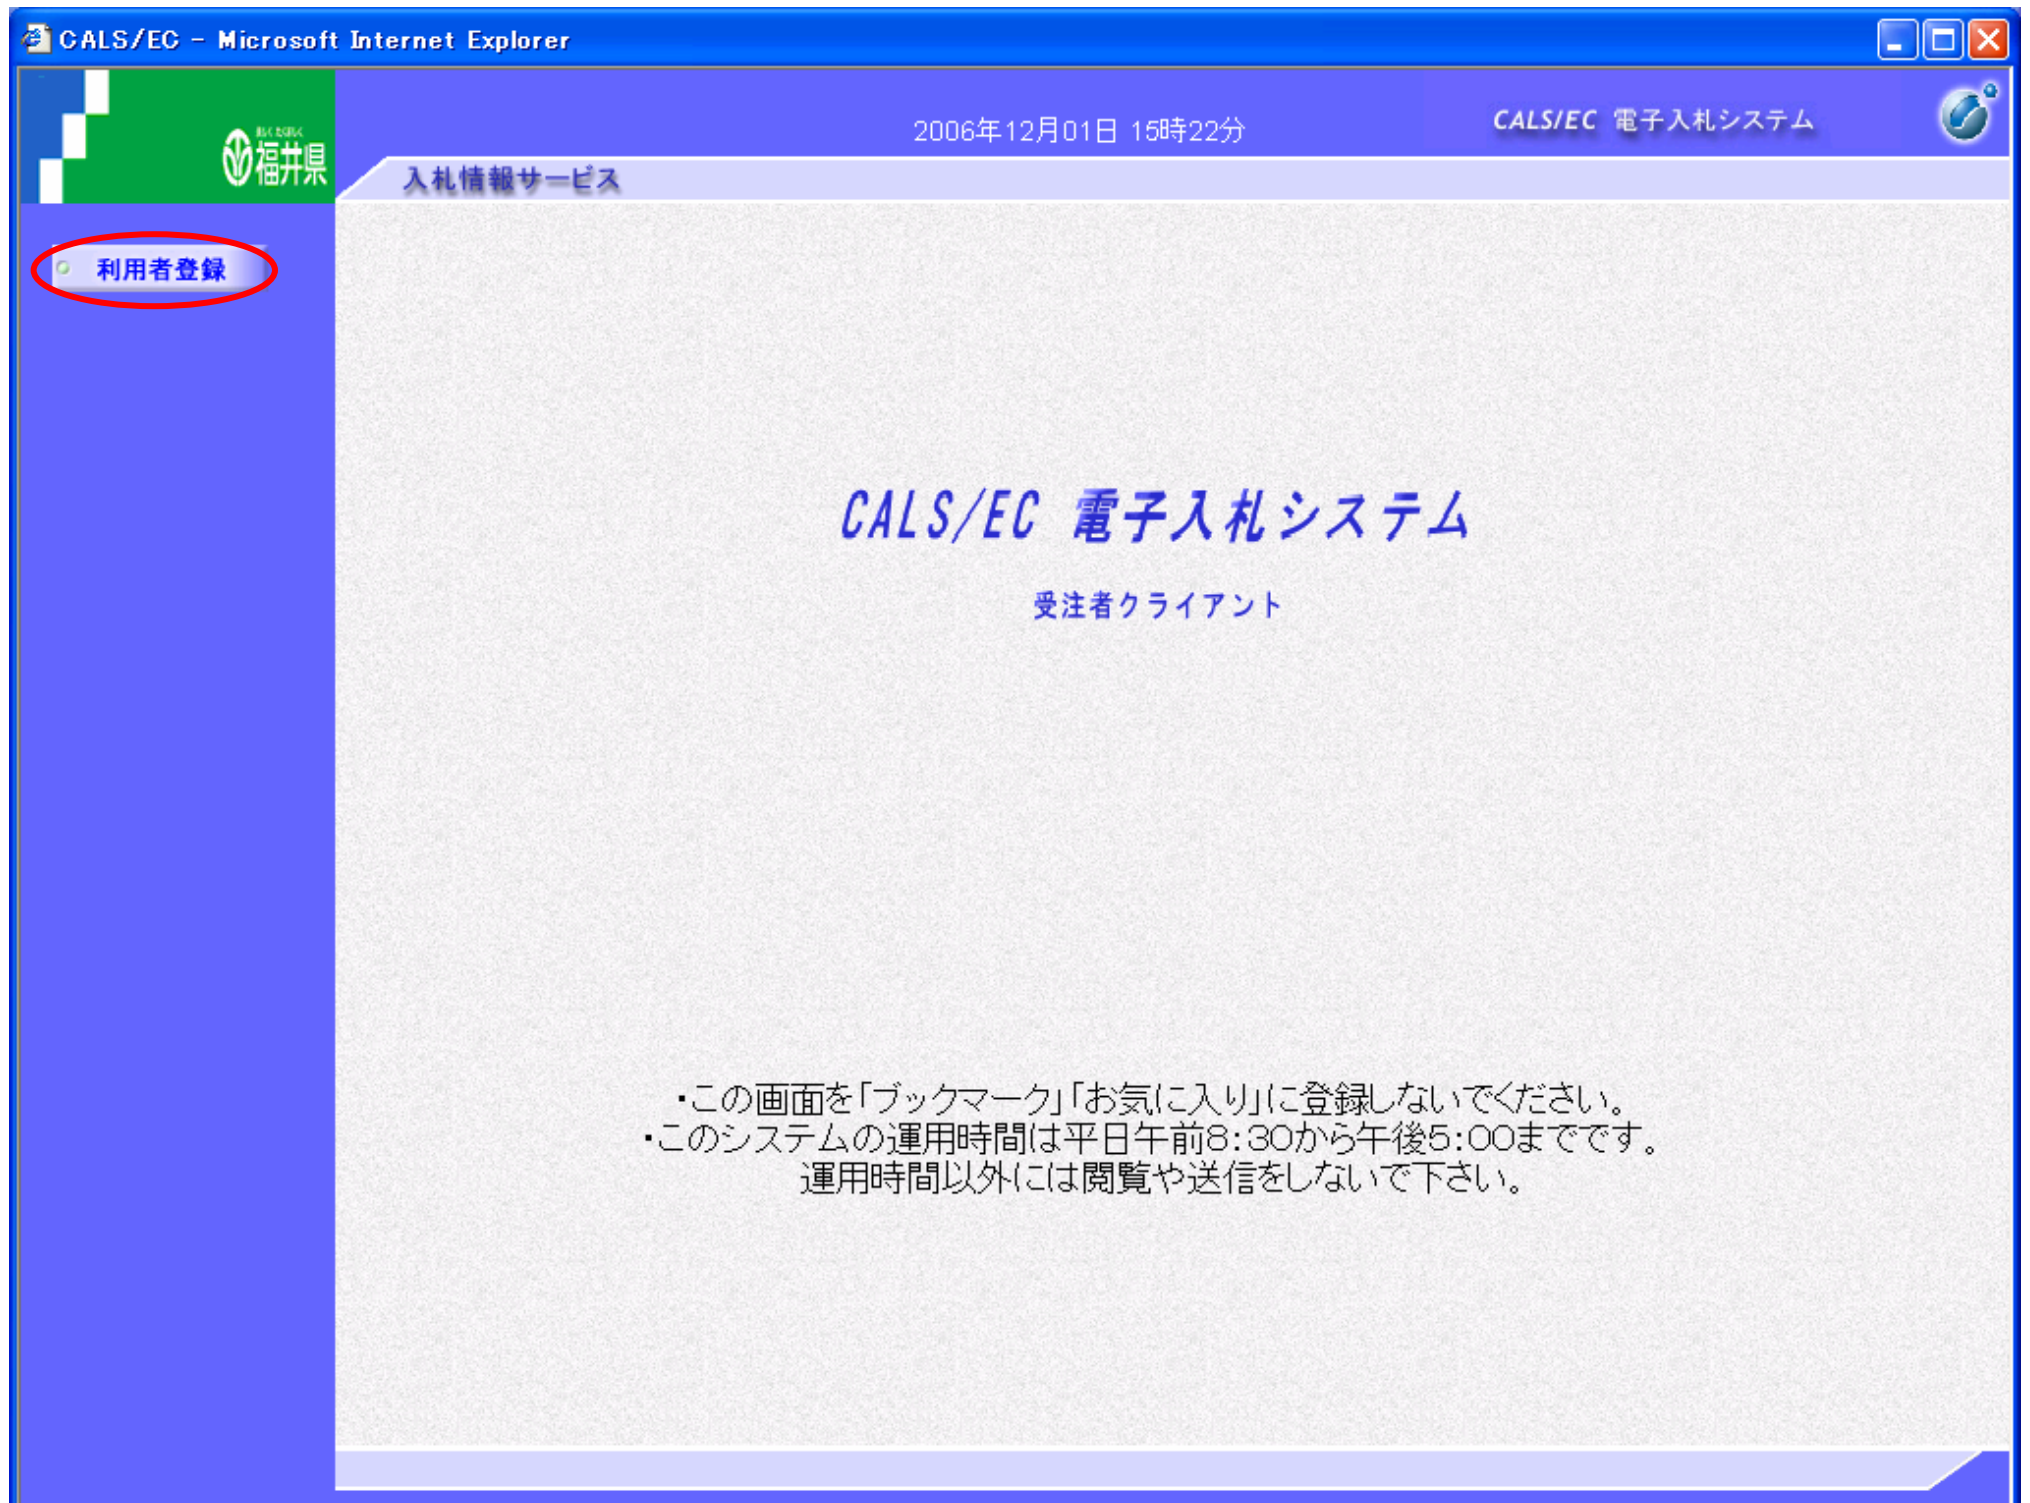 CALS/EC - Microsoft Internet Explorer
福井県
2006年12月01日 15時22分
CALS/EC 電子入札システム
入札情報サービス
利用者登録
CALS/EC 電子入札システム
受注者クライアント
・この画面を「ブックマーク」「お気に入り」に登録しないでください。
・このシステムの運用時間は平日午前8:30から午後5:00までです。
運用時間以外には閲覧や送信をしないで下さい。